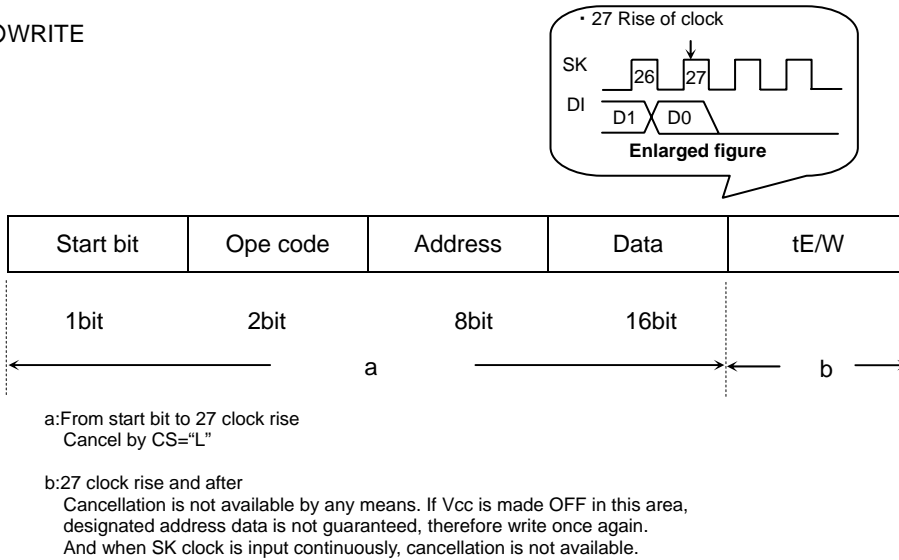 ・27 Rise of clock
WRITE
SK
26 27
DI
D1 D0
Enlarged figure
Start bit Ope code Address Data tE/W
1bit 2bit 8bit 16bit
a b
a:From start bit to 27 clock rise
Cancel by CS=“L”
b:27 clock rise and after
Cancellation is not available by any means. If Vcc is made OFF in this area,
designated address data is not guaranteed, therefore write once again.
And when SK clock is input continuously, cancellation is not available.